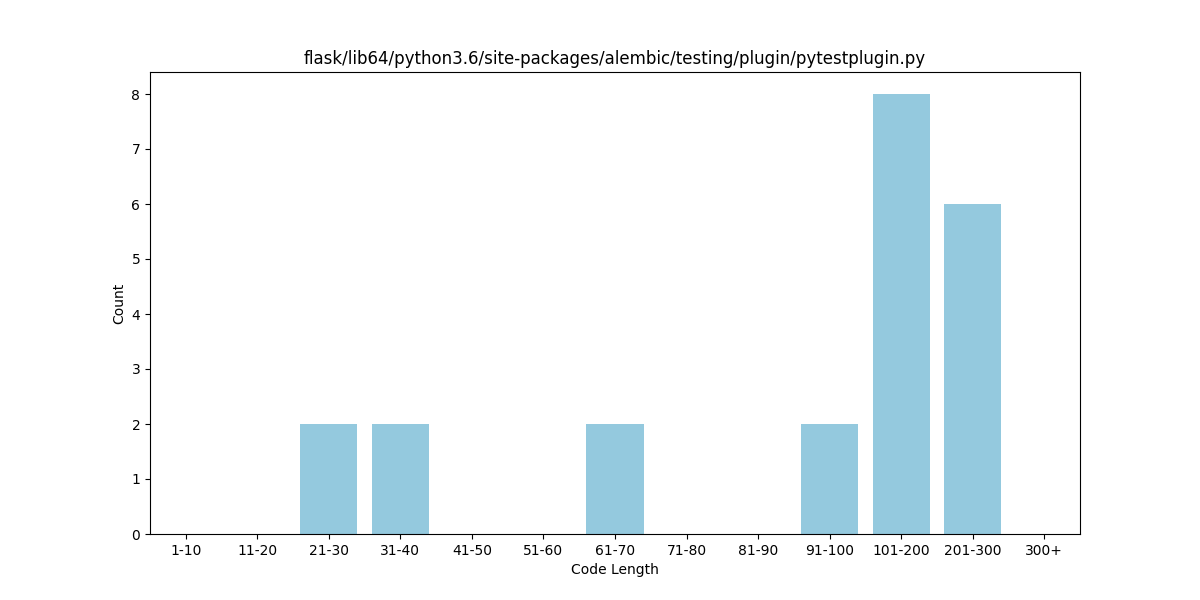 flask/lib64/python3.6/site-packages/alembic/testing/plugin/pytestplugin.py
8
7
6
5
4
3
2
1
0
Count
1-10 11-20 21-30 31-40 41-50 51-60 61-70 71-80 81-90 91-100 101-200 201-300 300+
Code Length